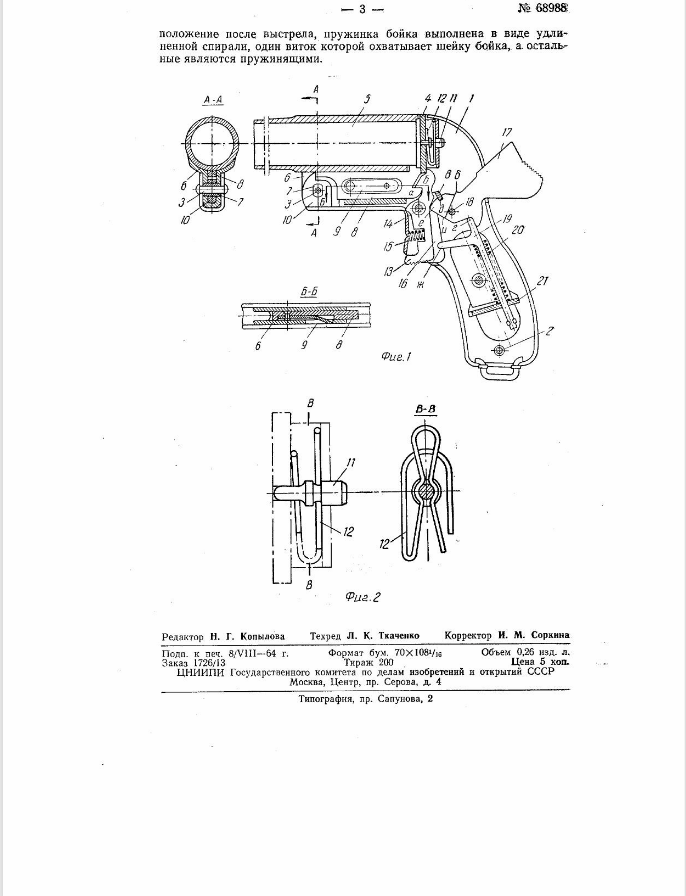 — 3 —
№ 68988
положение после выстрела, пружинка бойка выполнена в виде удли-
ненной спирали, один виток которой охватывает шейку бойка, а осталь-
ные являются пружинящими.
А-А
А
5
4 12 11 1
17
6
8
3
7
10
6
7
3
10
А
Б
а
9
8
14
15
13
е
б
в
д
Б
18
и
г
19
20
16
ж
21
2
Б-Б
6
9
8
Фиг. 1
В
В-В
11
12
12
В
Фиг. 2
Редактор Н. Г. Копылова Техред Л. К. Ткаченко Корректор И. М. Соркина
Подп. к печ. 8/VIII—64 г. Формат бум. 70×108¹/₁₆ Объем 0,26 изд. л.
Заказ 1726/13 Тираж 200 Цена 5 коп.
ЦНИИПИ Государственного комитета по делам изобретений и открытий СССР
Москва, Центр, пр. Серова, д. 4
Типография, пр. Сапунова, 2